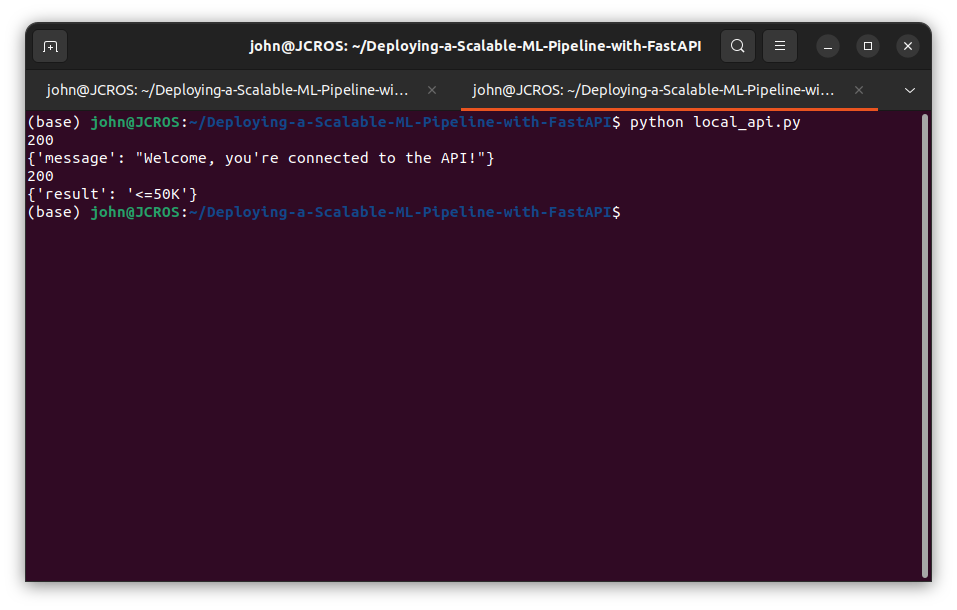 john@JCROS: ~/Deploying-a-Scalable-ML-Pipeline-with-FastAPI
john@JCROS: ~/Deploying-a-Scalable-ML-Pipeline-wi...
john@JCROS: ~/Deploying-a-Scalable-ML-Pipeline-wi...
(base) john@JCROS:~/Deploying-a-Scalable-ML-Pipeline-with-FastAPI$ python local_api.py
200
{'message': "Welcome, you're connected to the API!"}
200
{'result': '<=50K'}
(base) john@JCROS:~/Deploying-a-Scalable-ML-Pipeline-with-FastAPI$